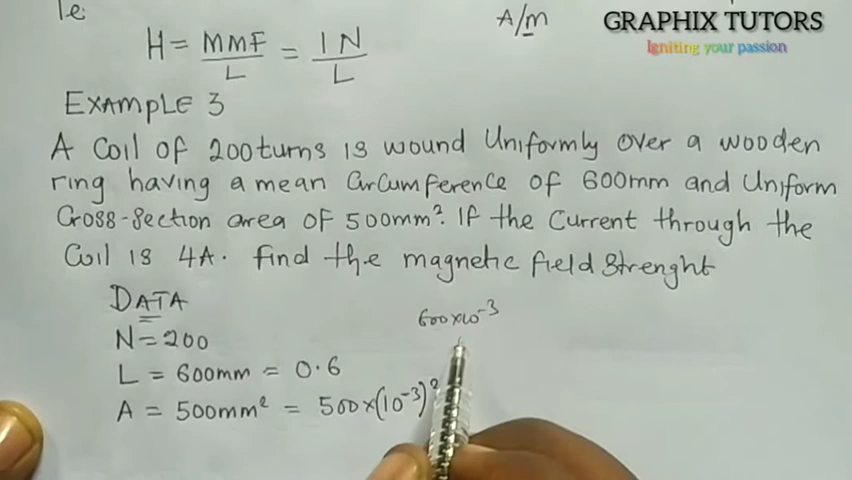 Ie:
A/m
GRAPHIX TUTORS
Igniting your passion
H = MMF/L = IN/L
EXAMPLE 3
A Coil of 200 turns is wound Uniformly over a wooden
ring having a mean Circumference of 600mm and Uniform
Cross-section area of 500mm². If the Current through the
Coil is 4A. find the magnetic field Strenght
DATA
N = 200
600×10⁻³
L = 600mm = 0.6
A = 500mm² = 500×(10⁻³)²